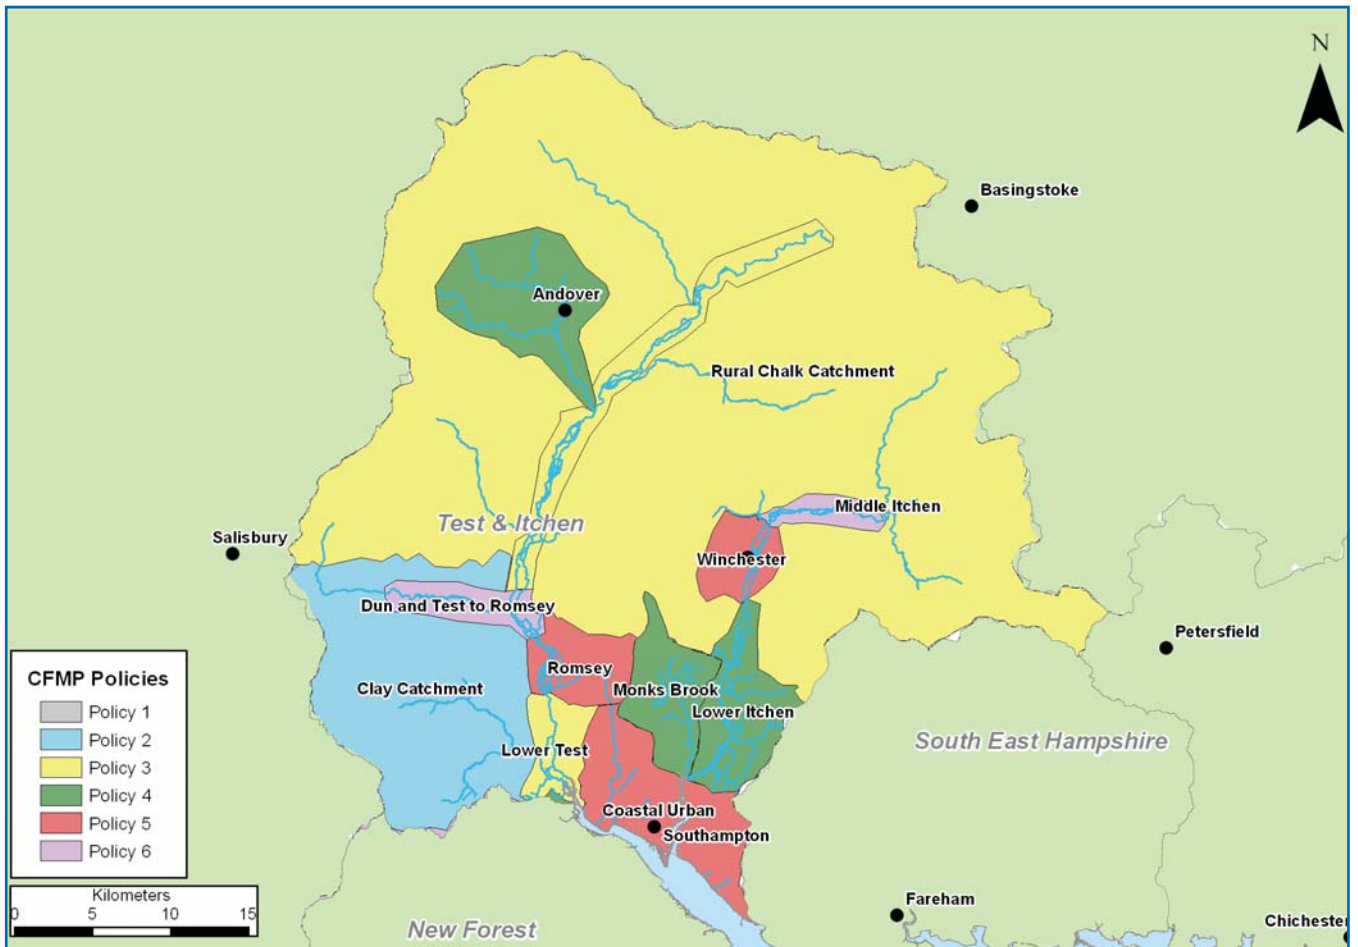 N
Basingstoke
Andover
Rural Chalk Catchment
Middle Itchen
Test & Itchen
Salisbury
Winchester
Dun and Test to Romsey
Petersfield
Romsey
Clay Catchment
Monks Brook
Lower Itchen
South East Hampshire
Lower Test
Coastal Urban
Southampton
CFMP Policies
Policy 1
Policy 2
Policy 3
Policy 4
Policy 5
Policy 6
Kilometers
0 5 10 15
Fareham
New Forest
Chichester